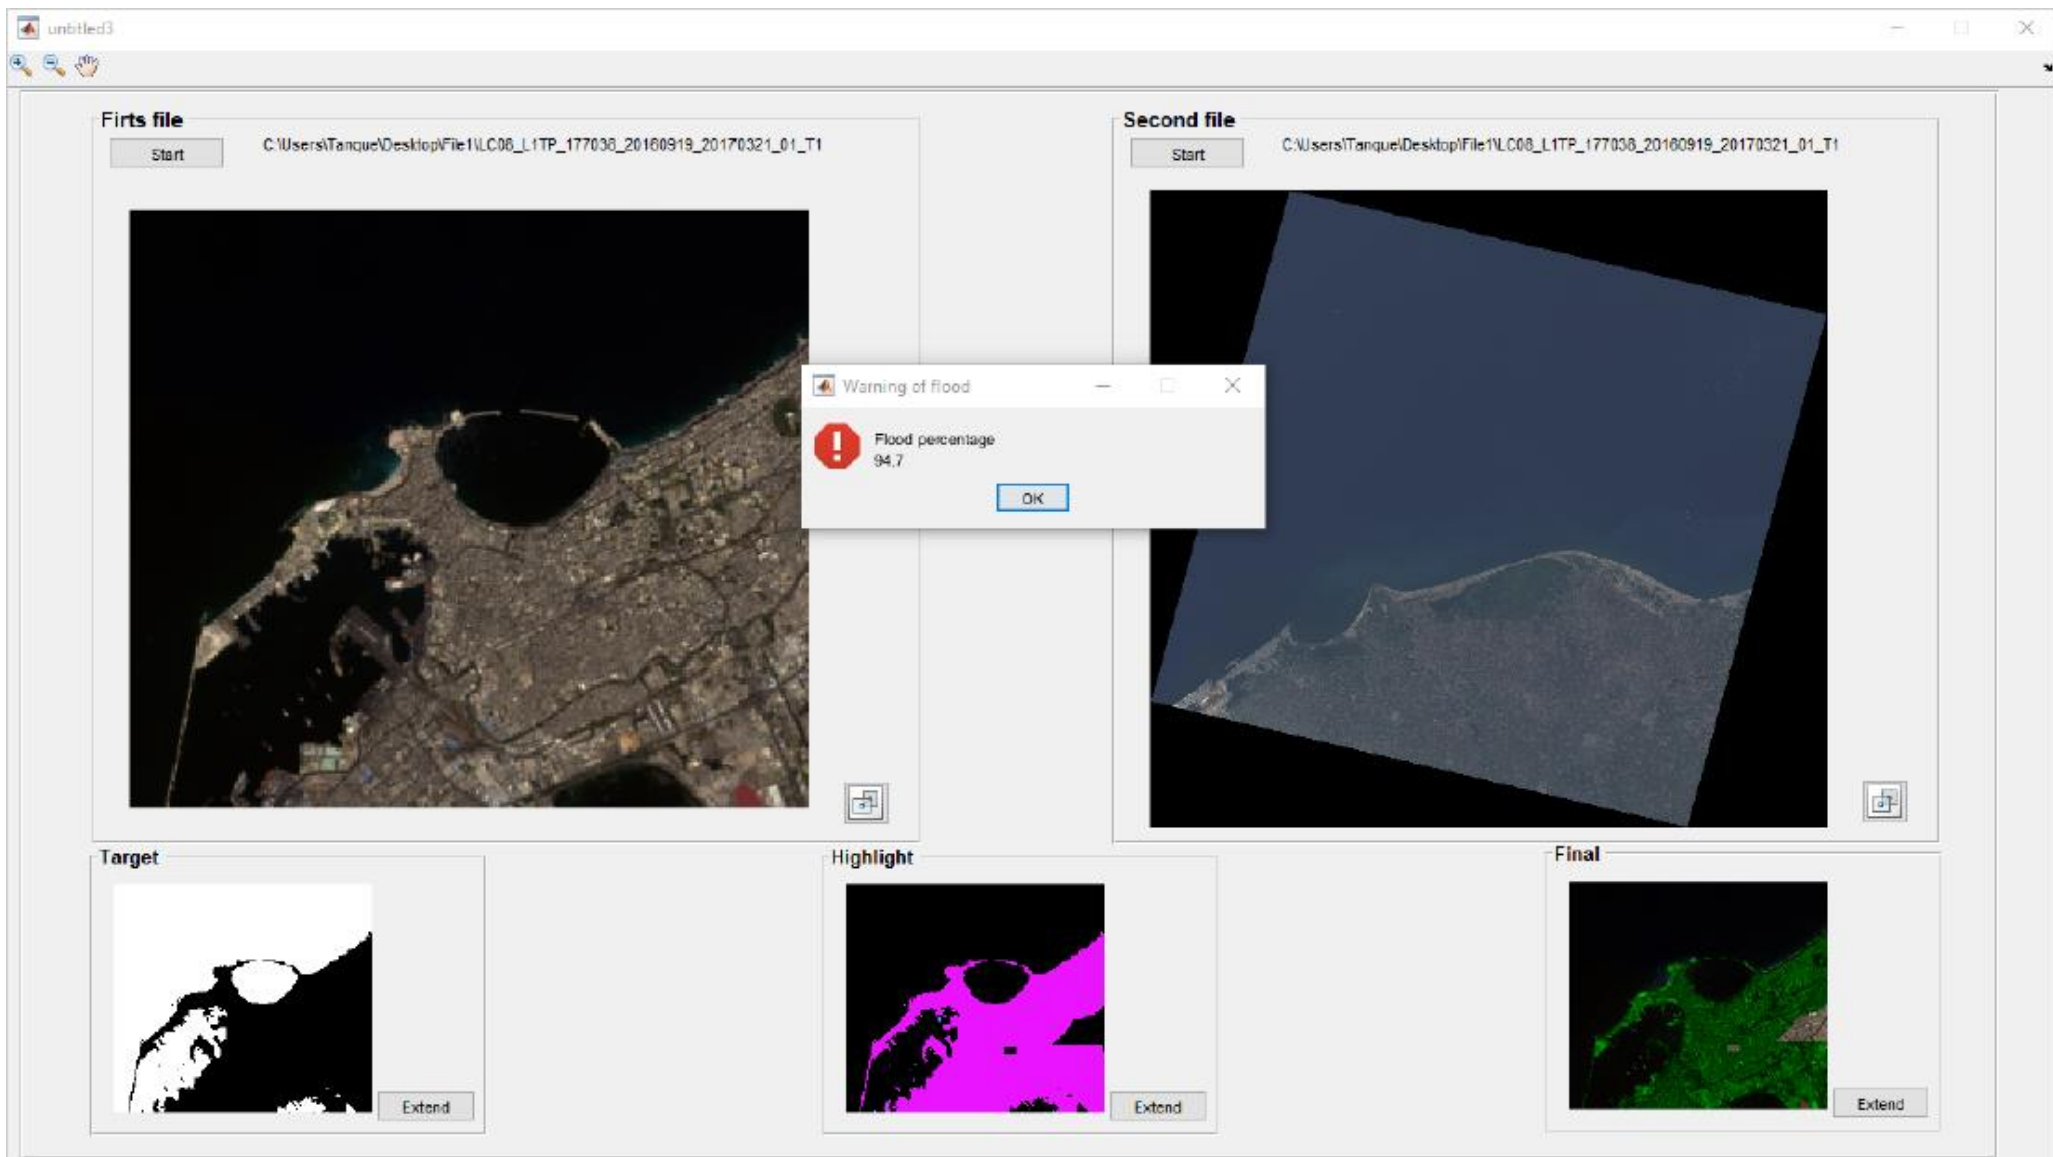 untitled3
Firts file
Start
C:\Users\Tanque\Desktop\File1\LC08_L1TP_177038_20160919_20170321_01_T1
Second file
Start
C:\Users\Tanque\Desktop\File1\LC08_L1TP_177038_20160919_20170321_01_T1
Warning of flood
Flood percentage
94.7
OK
Target
Extend
Highlight
Extend
Final
Extend